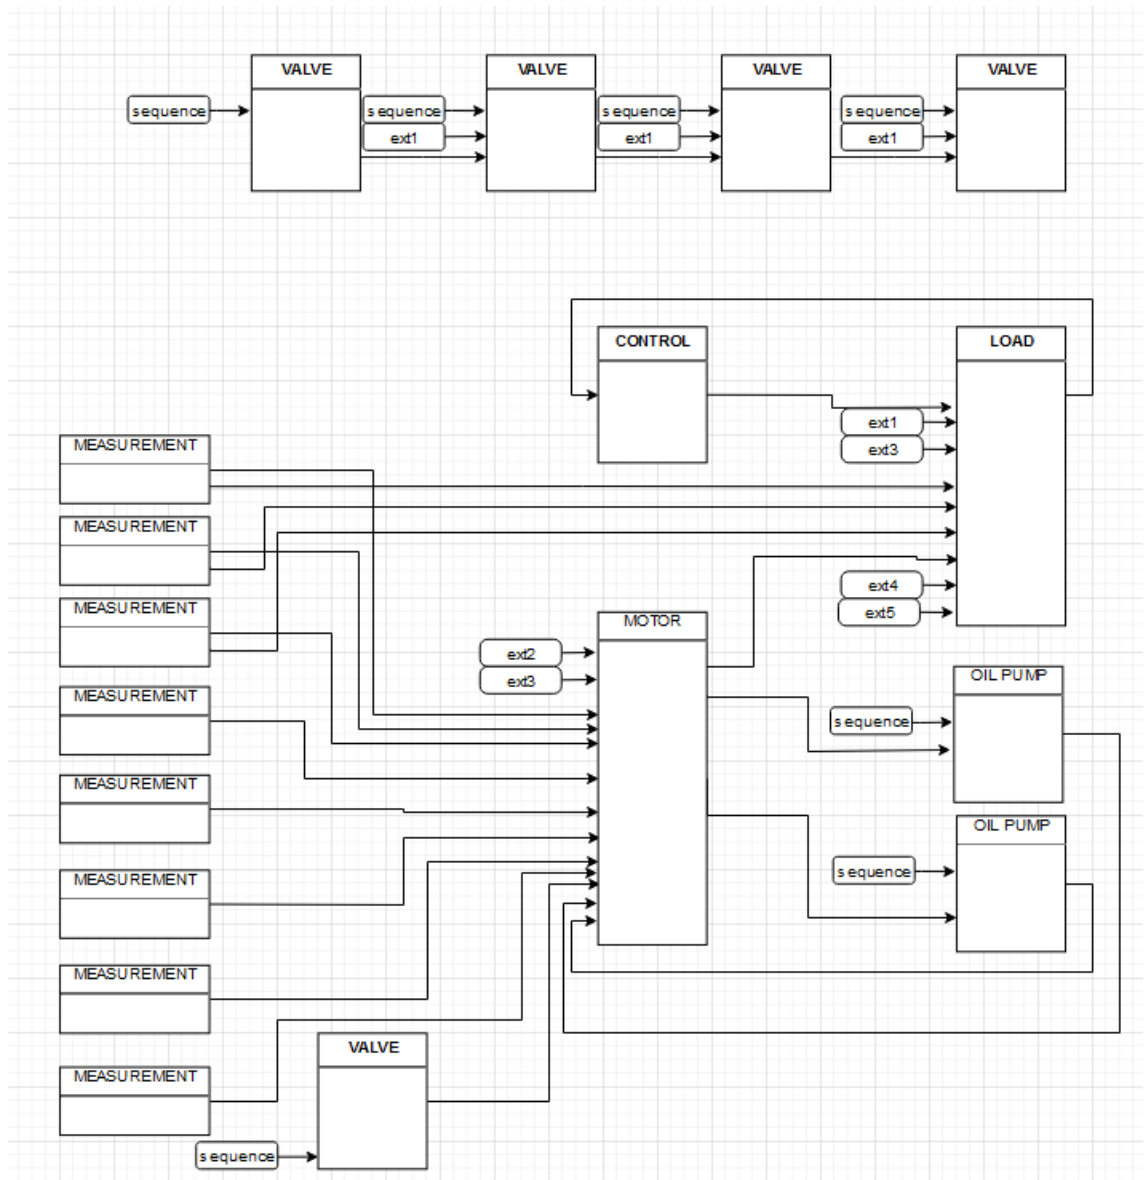 VALVE
VALVE
VALVE
VALVE
sequence
sequence
sequence
sequence
ext1
ext1
ext1
CONTROL
LOAD
ext1
ext3
MEASUREMENT
MEASUREMENT
MEASUREMENT
ext4
ext5
MOTOR
ext2
ext3
OIL PUMP
MEASUREMENT
sequence
MEASUREMENT
OIL PUMP
sequence
MEASUREMENT
MEASUREMENT
VALVE
MEASUREMENT
sequence